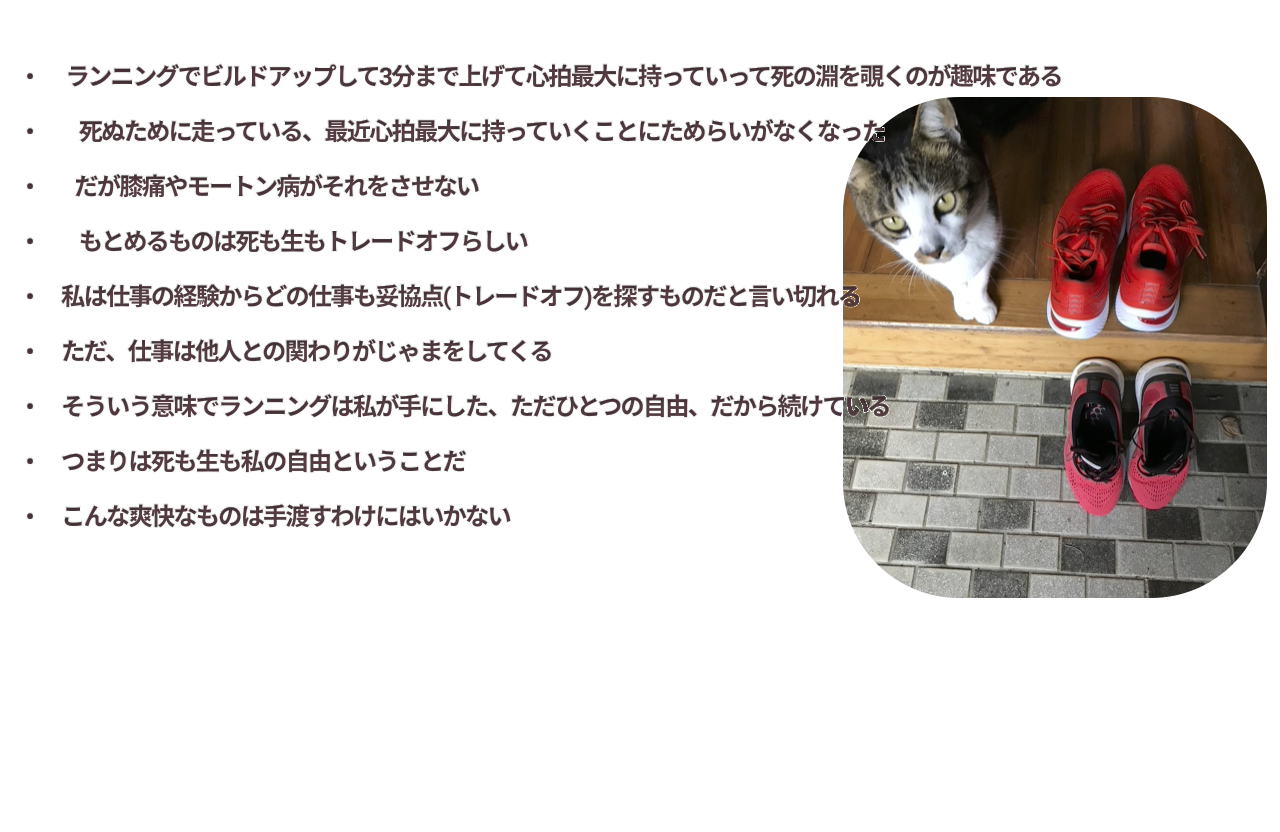 ・ ランニングでビルドアップして3分まで上げて心拍最大に持っていって死の淵を覗くのが趣味である
・ 死ぬために走っている、最近心拍最大に持っていくことにためらいがなくなった
・ だが膝痛やモートン病がそれをさせない
・ もとめるものは死も生もトレードオフらしい
・ 私は仕事の経験からどの仕事も妥協点(トレードオフ)を探すものだと言い切れる
・ ただ、仕事は他人との関わりがじゃまをしてくる
・ そういう意味でランニングは私が手にした、ただひとつの自由、だから続けている
・ つまりは死も生も私の自由ということだ
・ こんな爽快なものは手渡すわけにはいかない